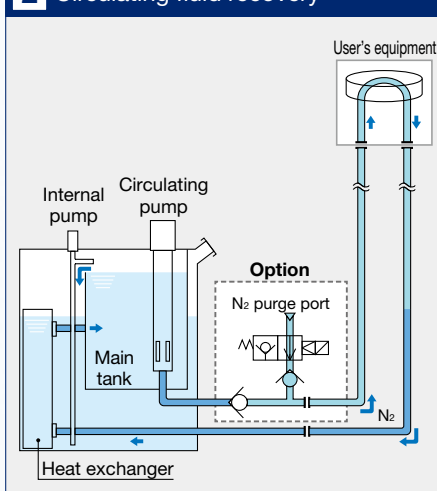 Circulating fluid recovery
User's equipment
Internal
pump
Circulating
pump
Option
N₂ purge port
Main
tank
N₂
Heat exchanger